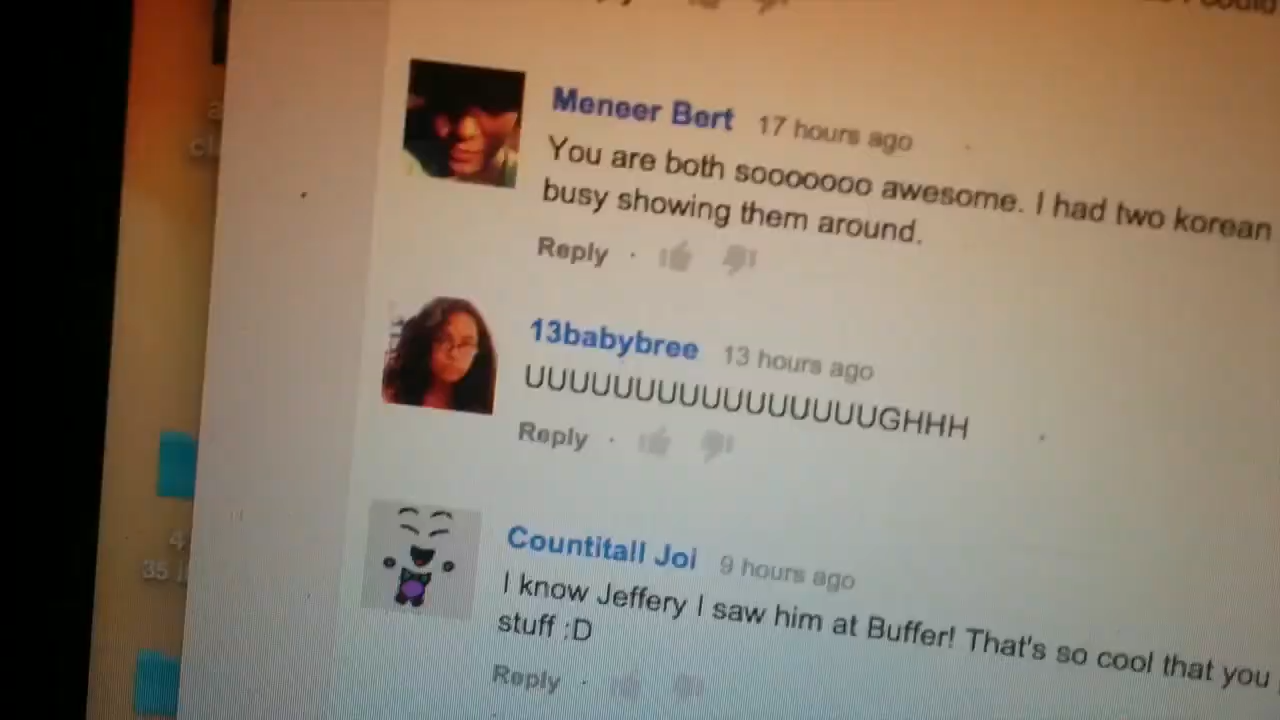 Meneer Bert 17 hours ago
You are both sooooooo awesome. I had two korean
busy showing them around.
Reply
13babybree 13 hours ago
UUUUUUUUUUUUUUUUGHHH
Reply
Countitall Joi 9 hours ago
I know Jeffery I saw him at Buffer! That's so cool that you
stuff :D
Reply